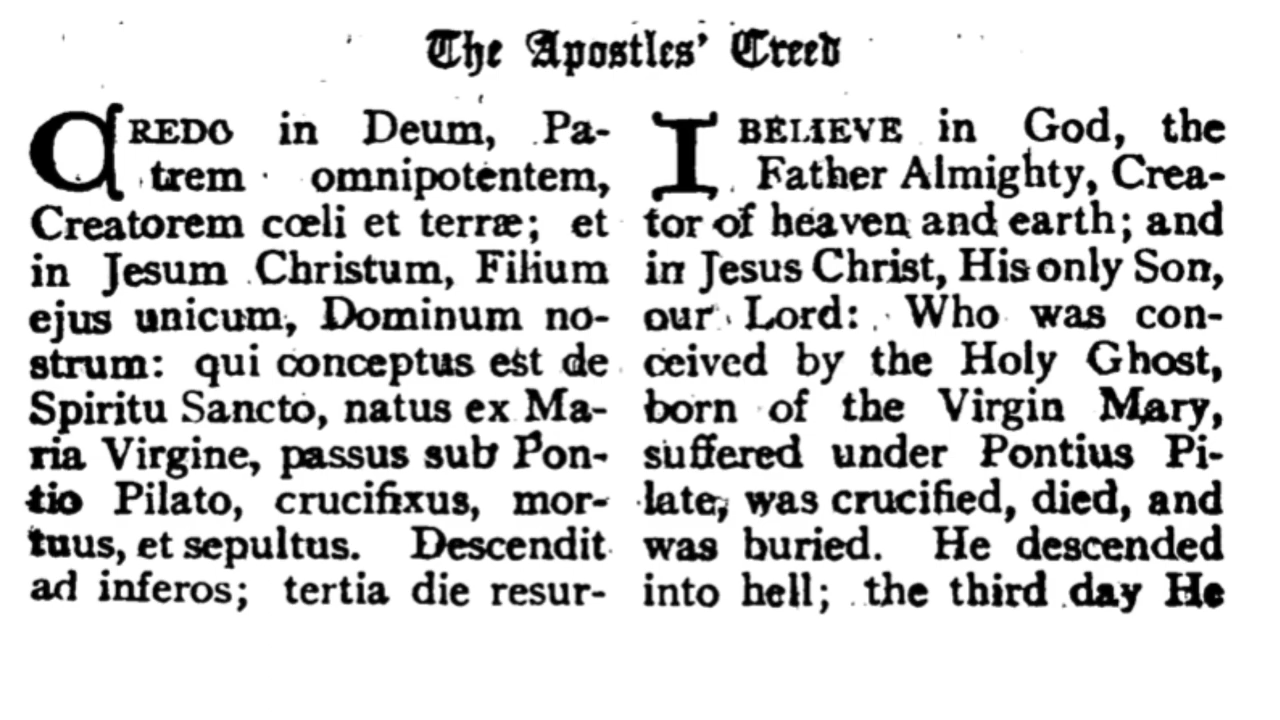 The Apostles' Creed
CREDO in Deum, Pa-
trem omnipotentem,
Creatorem cœli et terræ; et
in Jesum Christum, Filium
ejus unicum, Dominum no-
strum: qui conceptus est de
Spiritu Sancto, natus ex Ma-
ria Virgine, passus sub Pon-
tio Pilato, crucifixus, mor-
tuus, et sepultus. Descendit
ad inferos; tertia die resur-
I BELIEVE in God, the
Father Almighty, Crea-
tor of heaven and earth; and
in Jesus Christ, His only Son,
our Lord: Who was con-
ceived by the Holy Ghost,
born of the Virgin Mary,
suffered under Pontius Pi-
late, was crucified, died, and
was buried. He descended
into hell; the third day He